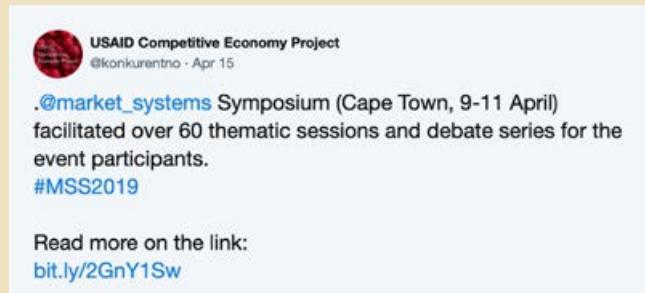 USAID Competitive Economy Project
@konkurentno · Apr 15
.@market_systems Symposium (Cape Town, 9-11 April)
facilitated over 60 thematic sessions and debate series for the
event participants.
#MSS2019
Read more on the link:
bit.ly/2GnY1Sw